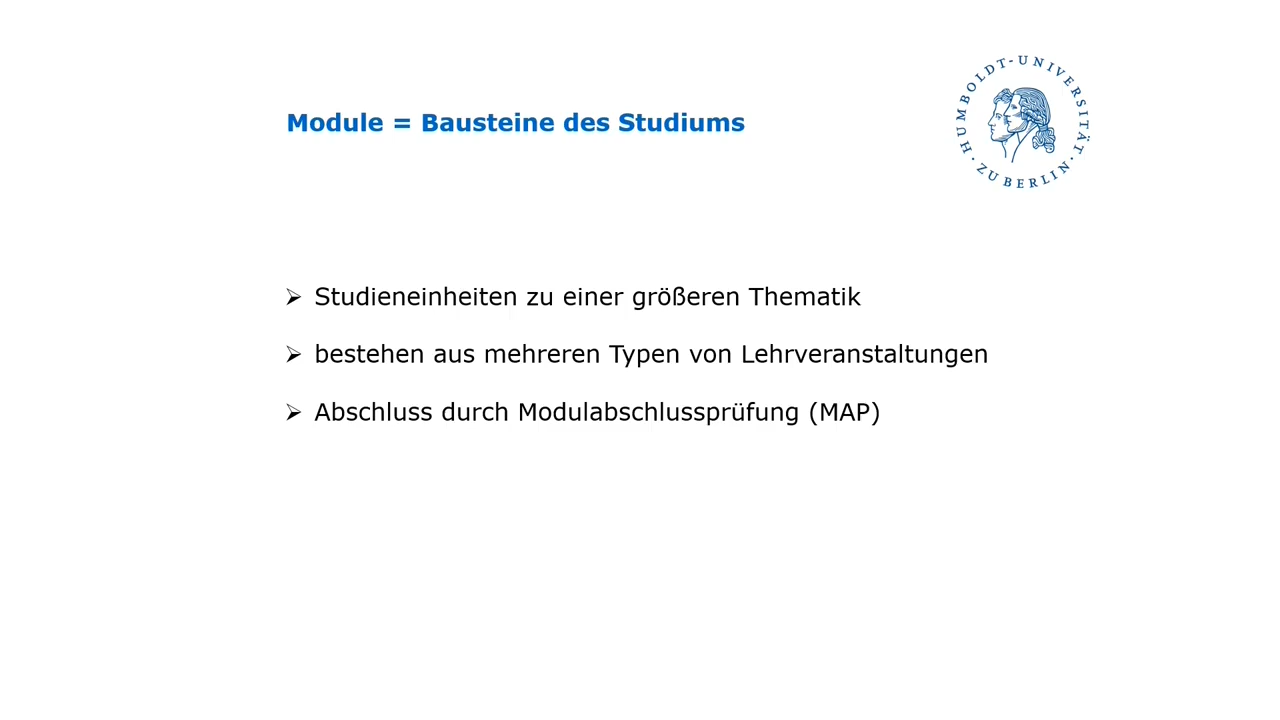 Module = Bausteine des Studiums
HUMBOLDT-UNIVERSITÄT · ZU BERLIN ·
➢ Studieneinheiten zu einer größeren Thematik
➢ bestehen aus mehreren Typen von Lehrveranstaltungen
➢ Abschluss durch Modulabschlussprüfung (MAP)